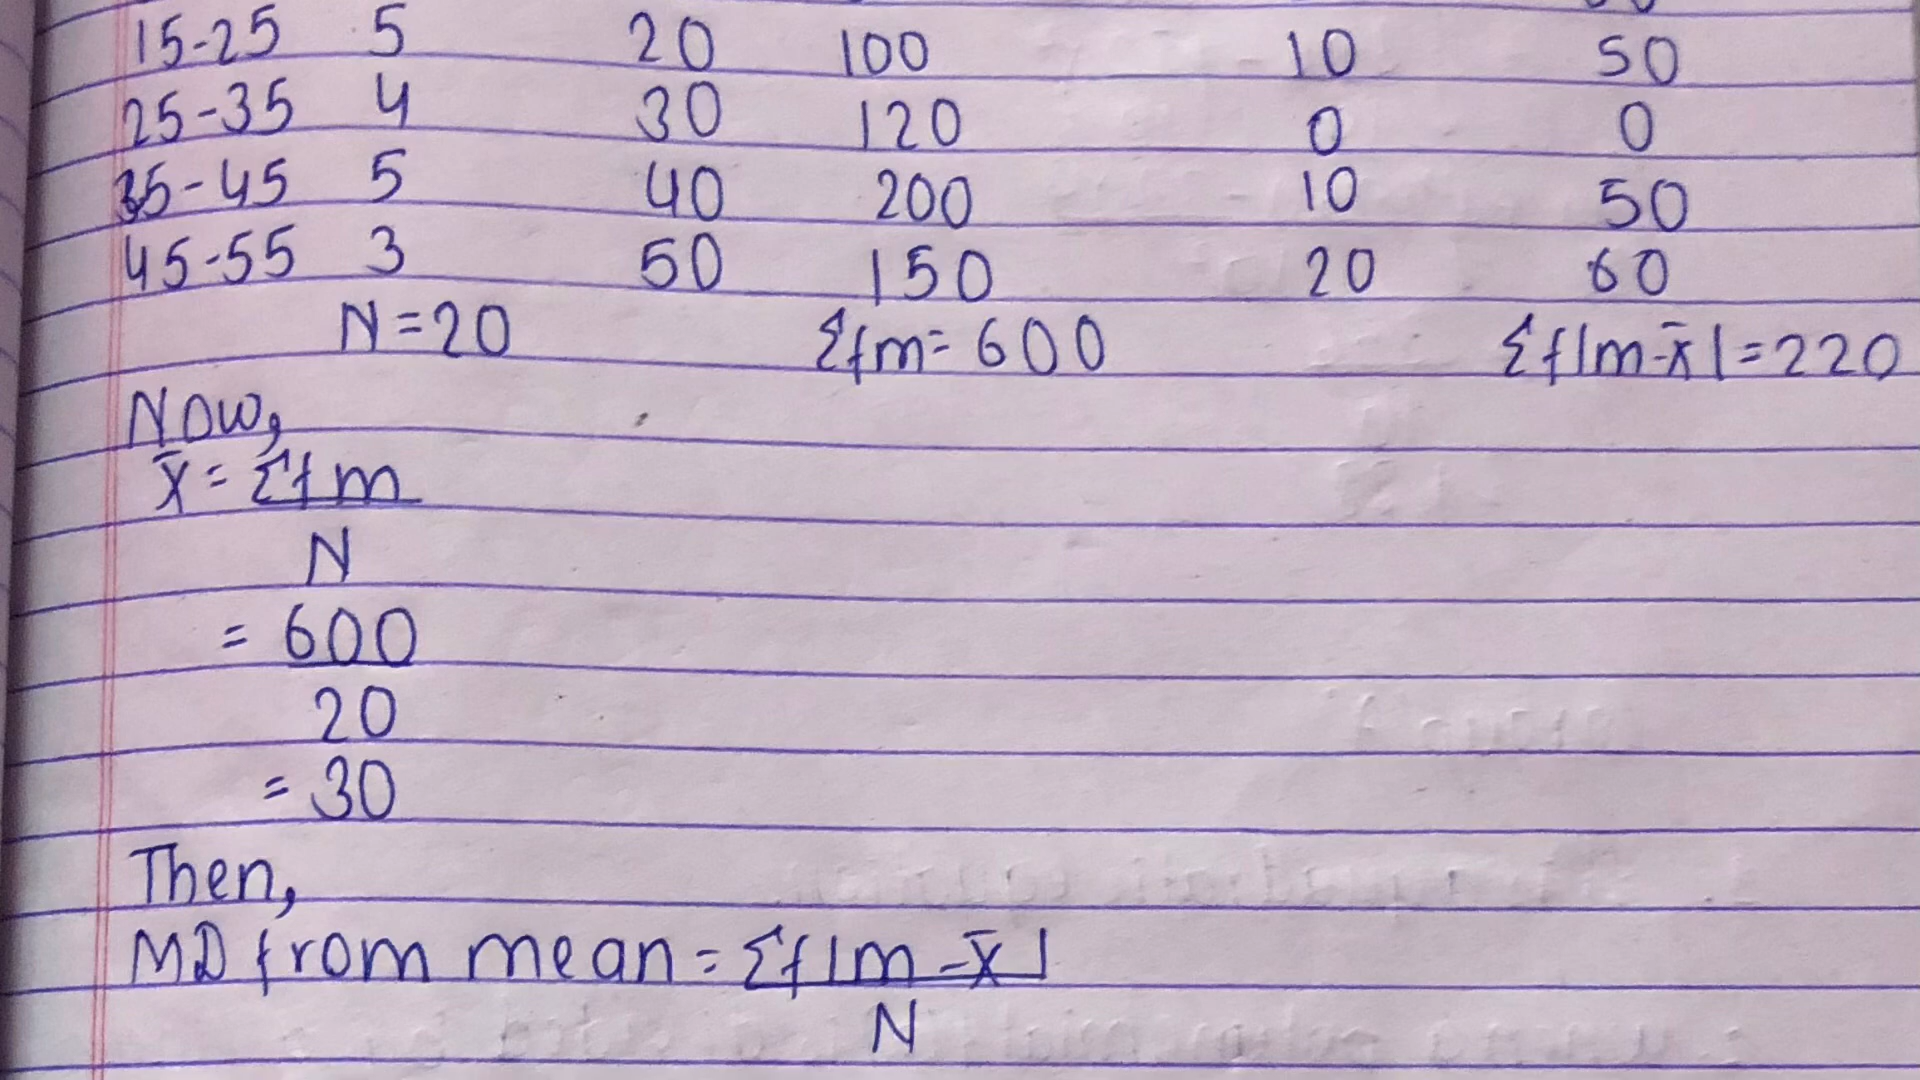 15-25 5 20 100 10 50
25-35 4 30 120 0 0
35-45 5 40 200 10 50
45-55 3 50 150 20 60
N=20 Σfm= 600 Σf|m-x̄|=220
Now,
x̄ = Σfm
N
= 600
20
= 30
Then,
MD from mean = Σf|m-x̄|
N